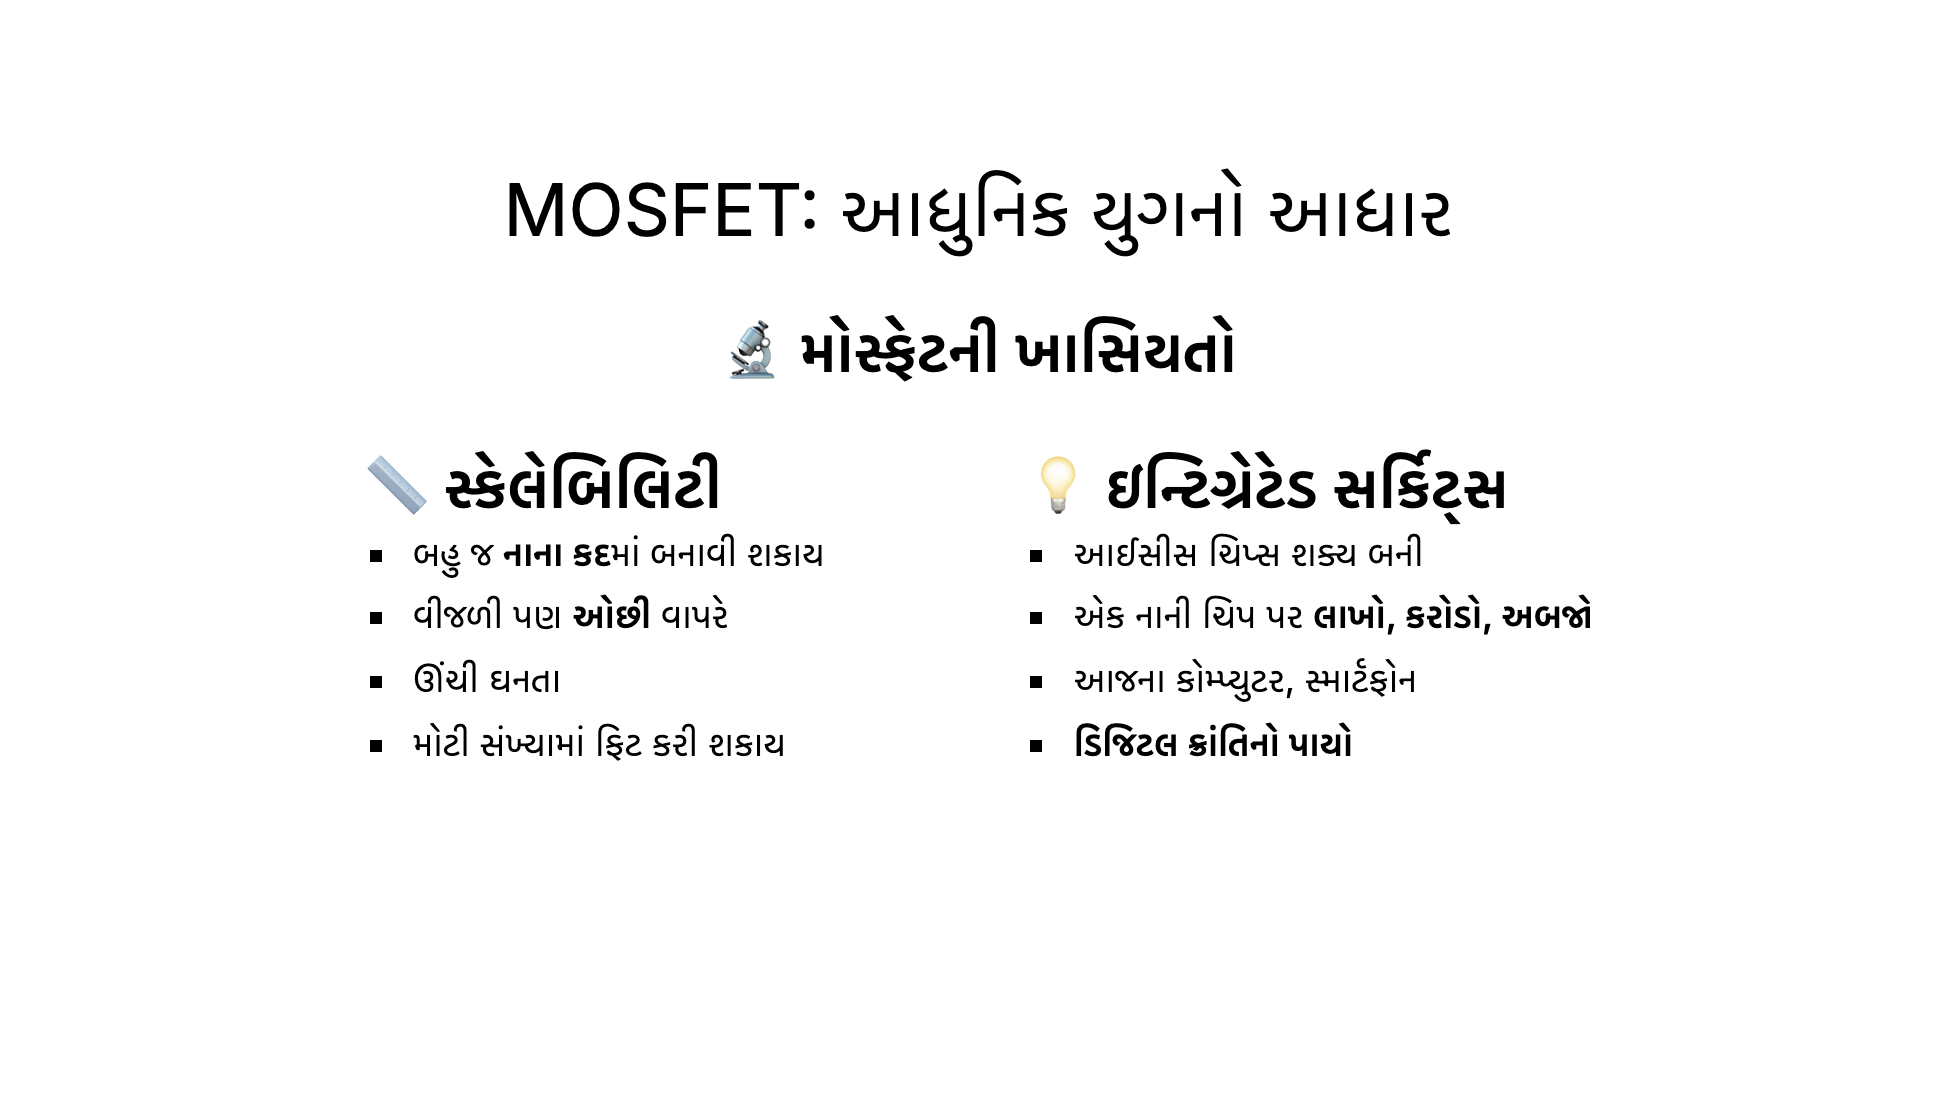 MOSFET: આધુનિક યુગનો આધાર
🔬 મોસ્ફેટની ખાસિયતો
📏 સ્કેલેબિલિટી
▪ બહુ જ નાના કદમાં બનાવી શકાય
▪ વીજળી પણ ઓછી વાપરે
▪ ઊંચી ઘનતા
▪ મોટી સંખ્યામાં ફિટ કરી શકાય
💡 ઇન્ટિગ્રેટેડ સર્કિટ્સ
▪ આઈસીસ ચિપ્સ શક્ય બની
▪ એક નાની ચિપ પર લાખો, કરોડો, અબજો
▪ આજના કોમ્પ્યુટર, સ્માર્ટફોન
▪ ડિજિટલ ક્રાંતિનો પાયો